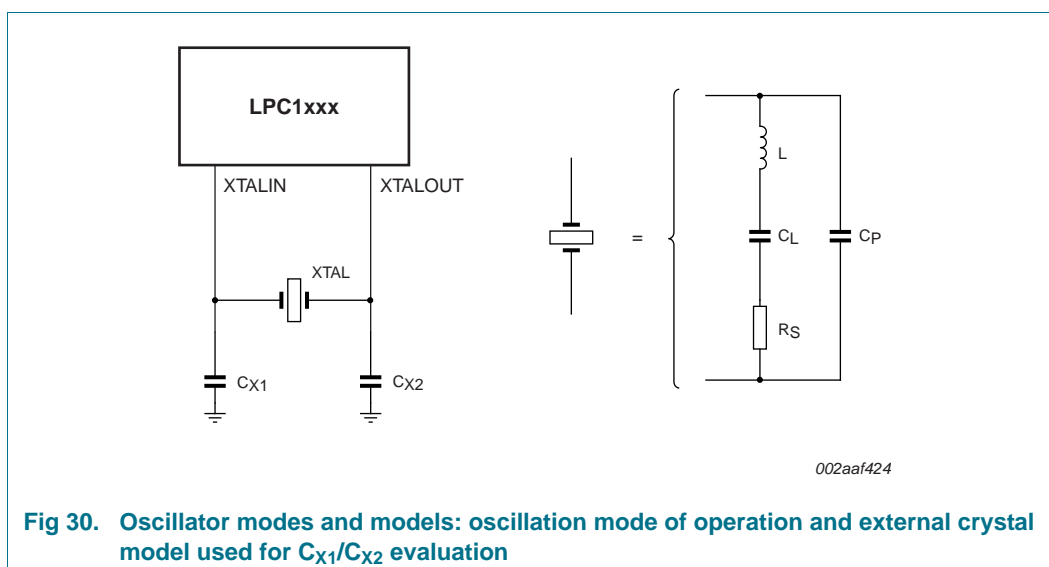 LPC1xxx
XTALIN
XTALOUT
XTAL
CX1
CX2
=
L
CL
CP
RS
002aaf424
Fig 30. Oscillator modes and models: oscillation mode of operation and external crystal
model used for CX1/CX2 evaluation